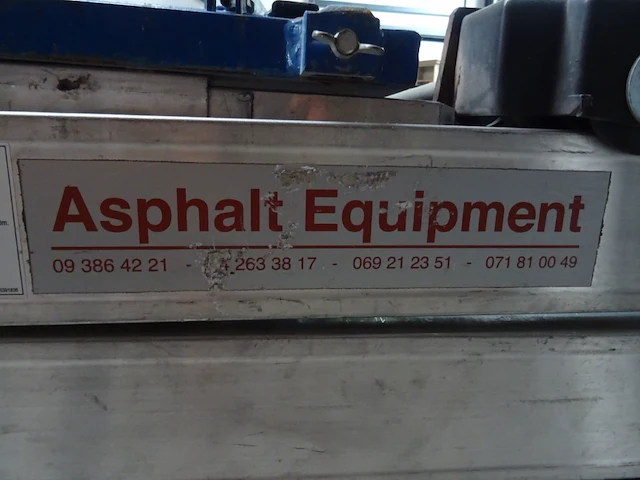 Asphalt Equipment
09 386 42 21 - 263 38 17 - 069 21 23 51 - 071 81 00 49